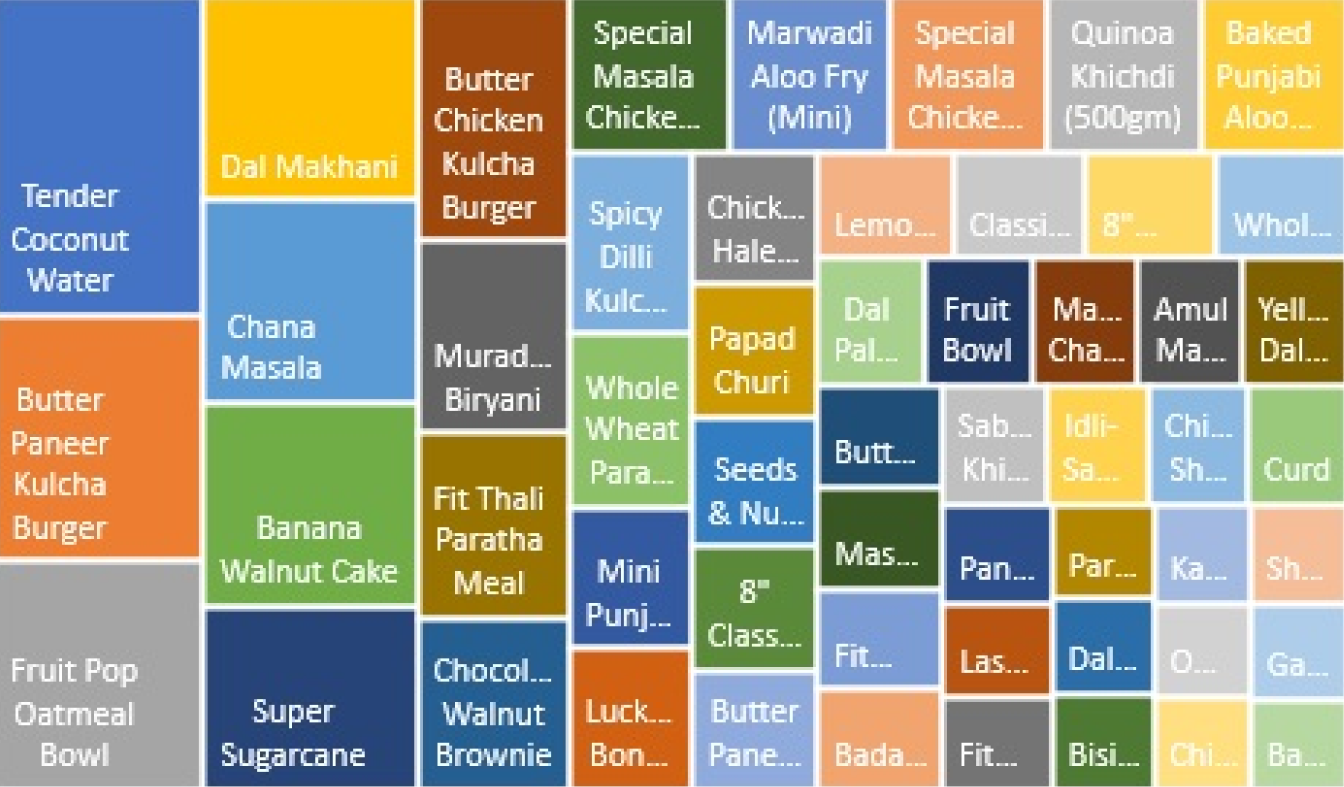 Tender
Coconut
Water
Butter
Paneer
Kulcha
Burger
Fruit Pop
Oatmeal
Bowl
Dal Makhani
Chana
Masala
Banana
Walnut Cake
Super
Sugarcane
Butter
Chicken
Kulcha
Burger
Murad...
Biryani
Fit Thali
Paratha
Meal
Chocol...
Walnut
Brownie
Special
Masala
Chicke...
Marwadi
Aloo Fry
(Mini)
Special
Masala
Chicke...
Quinoa
Khichdi
(500gm)
Baked
Punjabi
Aloo...
Spicy
Dilli
Kulc...
Whole
Wheat
Para...
Mini
Punj...
Luck...
Bon...
Chick...
Hale...
Papad
Churi
Seeds
& Nu...
8"
Class...
Butter
Pane...
Lemo...
Classi...
8"...
Whol...
Dal
Pal...
Fruit
Bowl
Ma...
Cha...
Amul
Ma...
Yell...
Dal...
Butt...
Mas...
Fit...
Bada...
Sab...
Khi...
Idli-
Sa...
Chi...
Sh...
Curd
Pan...
Par...
Ka...
Sh...
Las...
Dal...
O...
Ga...
Fit...
Bisi...
Chi...
Ba...